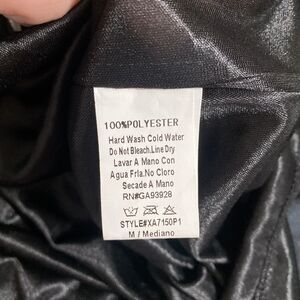 100%POLYESTER
Hard Wash Cold Water
Do Not Bleach.Line Dry
Lavar A Mano Con
Agua Fria.No Cloro
Secade A Mano
RN#GA93928
STYLE#XA7150P1
M / Mediano